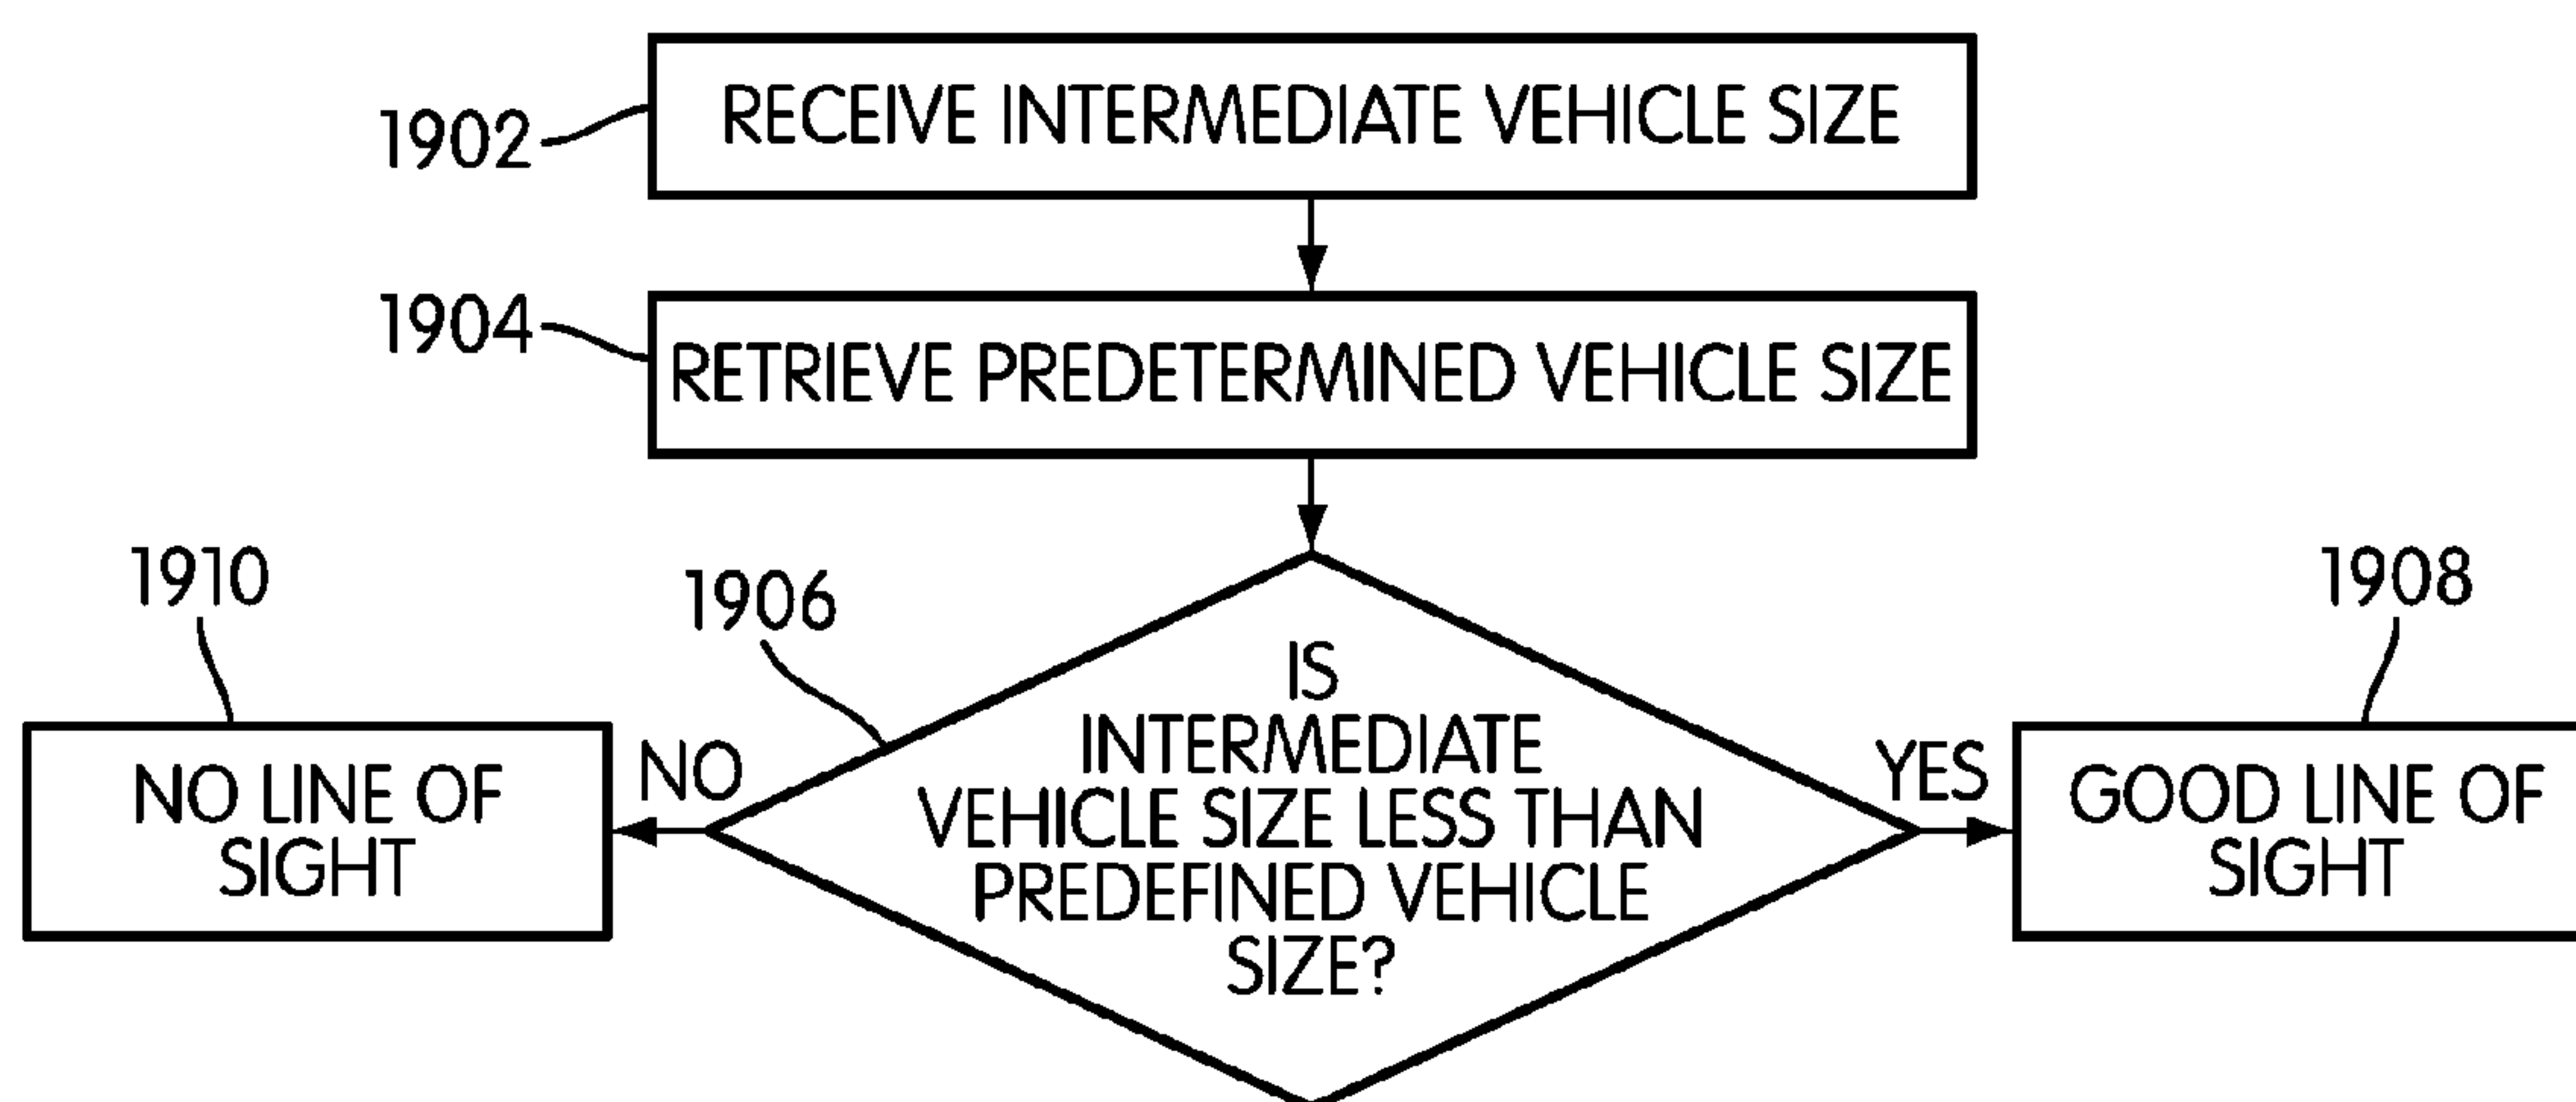 1902
RECEIVE INTERMEDIATE VEHICLE SIZE
1904
RETRIEVE PREDETERMINED VEHICLE SIZE
1910
1906
1908
IS
INTERMEDIATE
VEHICLE SIZE LESS THAN
PREDEFINED VEHICLE
SIZE?
NO
NO LINE OF
SIGHT
YES
GOOD LINE OF
SIGHT